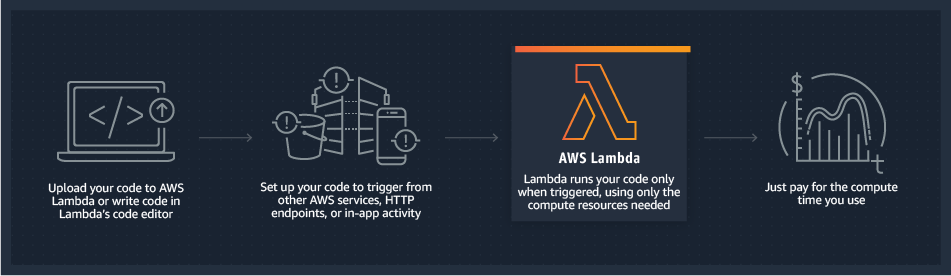 </>
$
t
Upload your code to AWS
Lambda or write code in
Lambda's code editor
Set up your code to trigger from
other AWS services, HTTP
endpoints, or in-app activity
AWS Lambda
Lambda runs your code only
when triggered, using only the
compute resources needed
Just pay for the compute
time you use